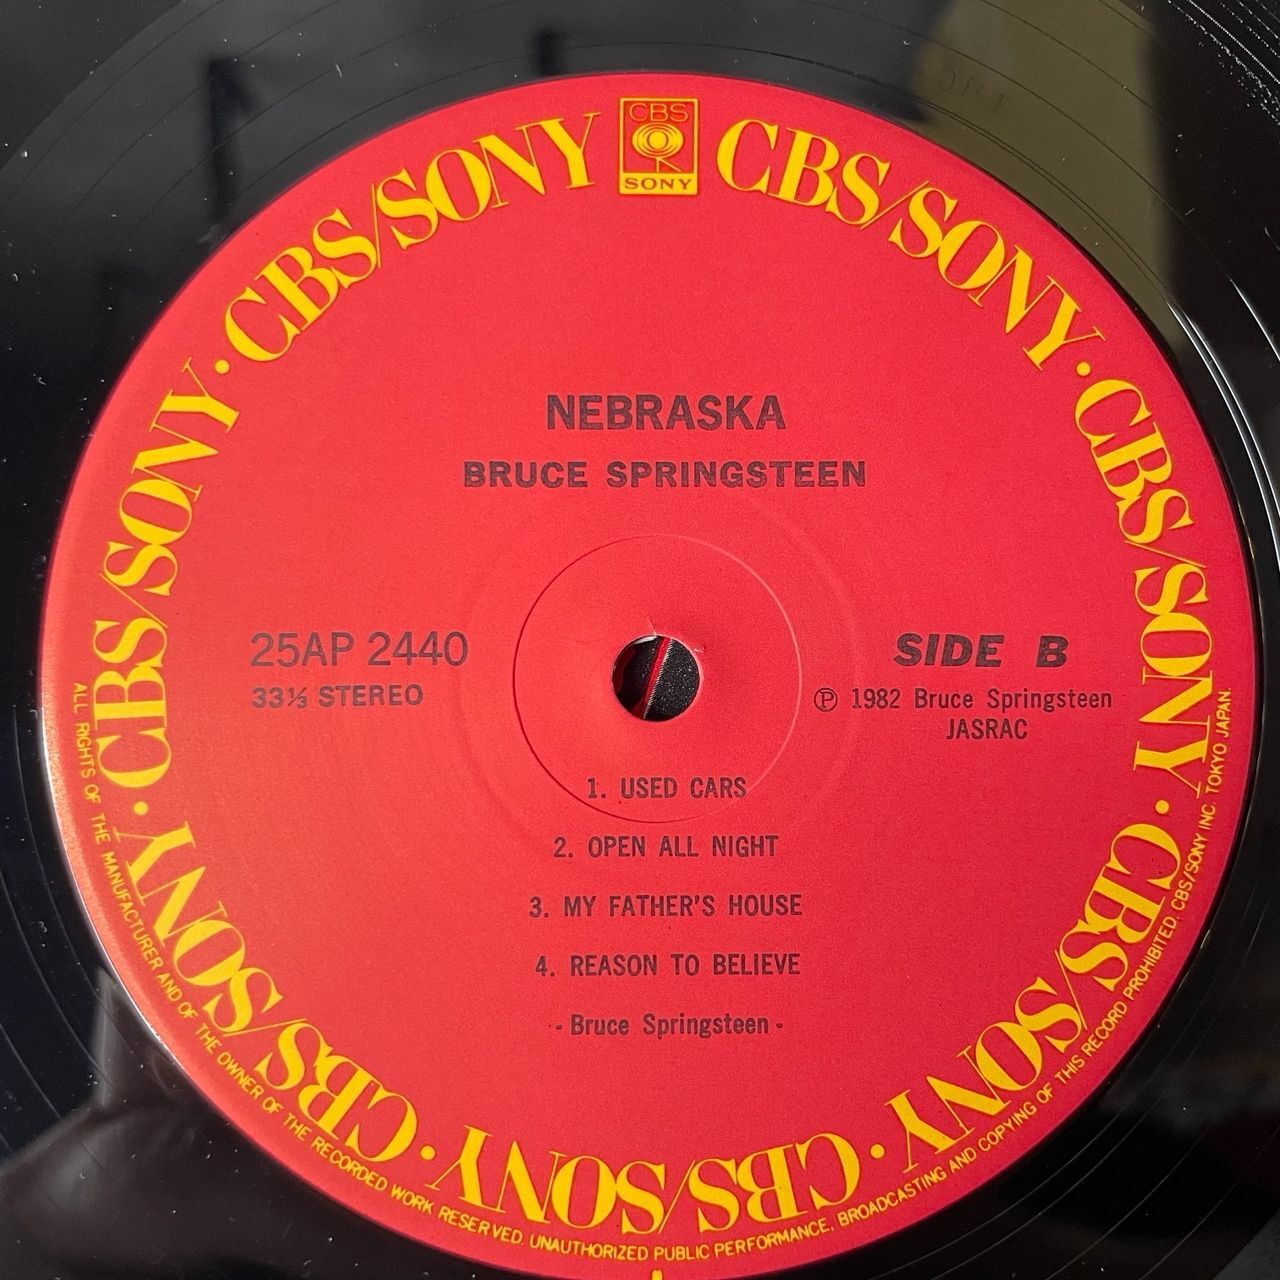 CBS
SONY
CBS/SONY · CBS/SONY · CBS/SONY · CBS/SONY · CBS/SONY · CBS/SONY · CBS/SONY · CBS/SONY
NEBRASKA
BRUCE SPRINGSTEEN
25AP 2440
33⅓ STEREO
SIDE B
Ⓟ 1982 Bruce Springsteen
JASRAC
1. USED CARS
2. OPEN ALL NIGHT
3. MY FATHER'S HOUSE
4. REASON TO BELIEVE
- Bruce Springsteen -
ALL RIGHTS OF THE MANUFACTURER AND OF THE OWNER OF THE RECORDED WORK RESERVED. UNAUTHORIZED PUBLIC PERFORMANCE, BROADCASTING AND COPYING OF THIS RECORD PROHIBITED. CBS/SONY INC. TOKYO JAPAN.